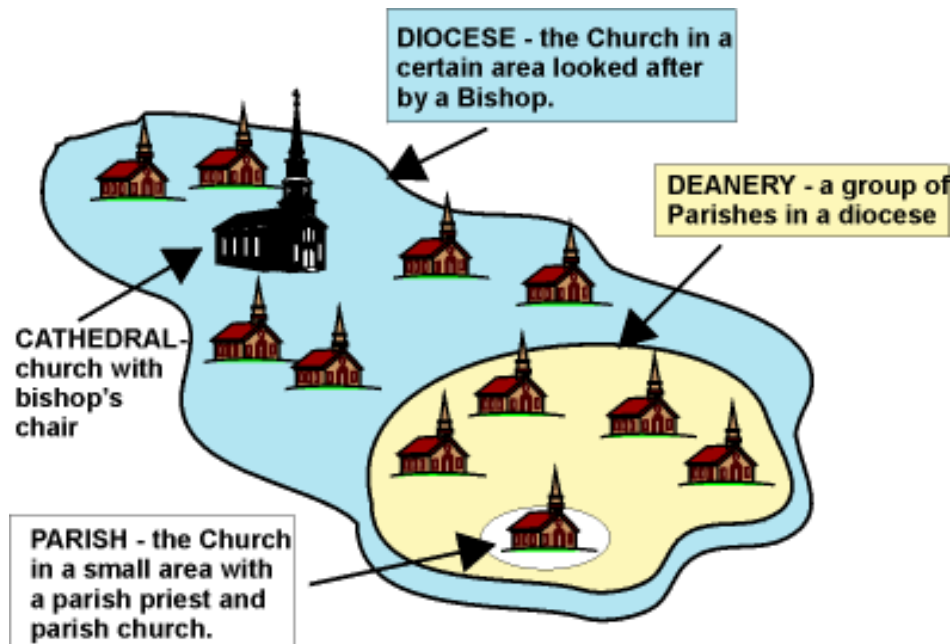 DIOCESE - the Church in a
certain area looked after
by a Bishop.
DEANERY - a group of
Parishes in a diocese
CATHEDRAL-
church with
bishop's
chair
PARISH - the Church
in a small area with
a parish priest and
parish church.